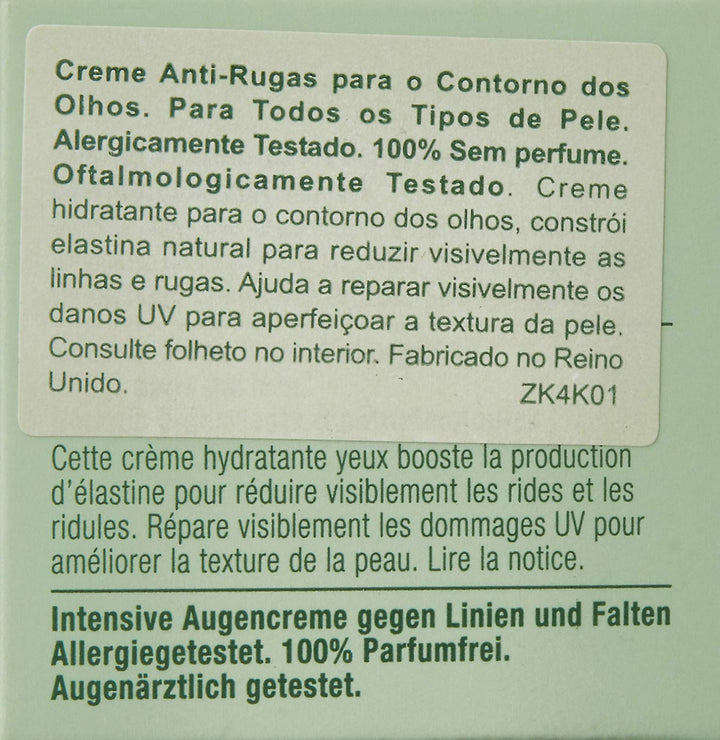 Creme Anti-Rugas para o Contorno dos
Olhos. Para Todos os Tipos de Pele.
Alergicamente Testado. 100% Sem perfume.
Oftalmologicamente Testado. Creme
hidratante para o contorno dos olhos, constrói
elastina natural para reduzir visivelmente as
linhas e rugas. Ajuda a reparar visivelmente os
danos UV para aperfeiçoar a textura da pele.
Consulte folheto no interior. Fabricado no Reino
Unido. ZK4K01
Cette crème hydratante yeux booste la production
d'élastine pour réduire visiblement les rides et les
ridules. Répare visiblement les dommages UV pour
améliorer la texture de la peau. Lire la notice.
Intensive Augencreme gegen Linien und Falten
Allergiegetestet. 100% Parfumfrei.
Augenärztlich getestet.